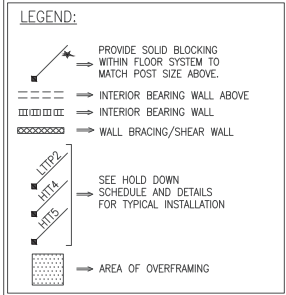 LEGEND:
PROVIDE SOLID BLOCKING
WITHIN FLOOR SYSTEM TO
MATCH POST SIZE ABOVE.
INTERIOR BEARING WALL ABOVE
INTERIOR BEARING WALL
WALL BRACING/SHEAR WALL
LTTP2
HTT4
HTT5
SEE HOLD DOWN
SCHEDULE AND DETAILS
FOR TYPICAL INSTALLATION
AREA OF OVERFRAMING